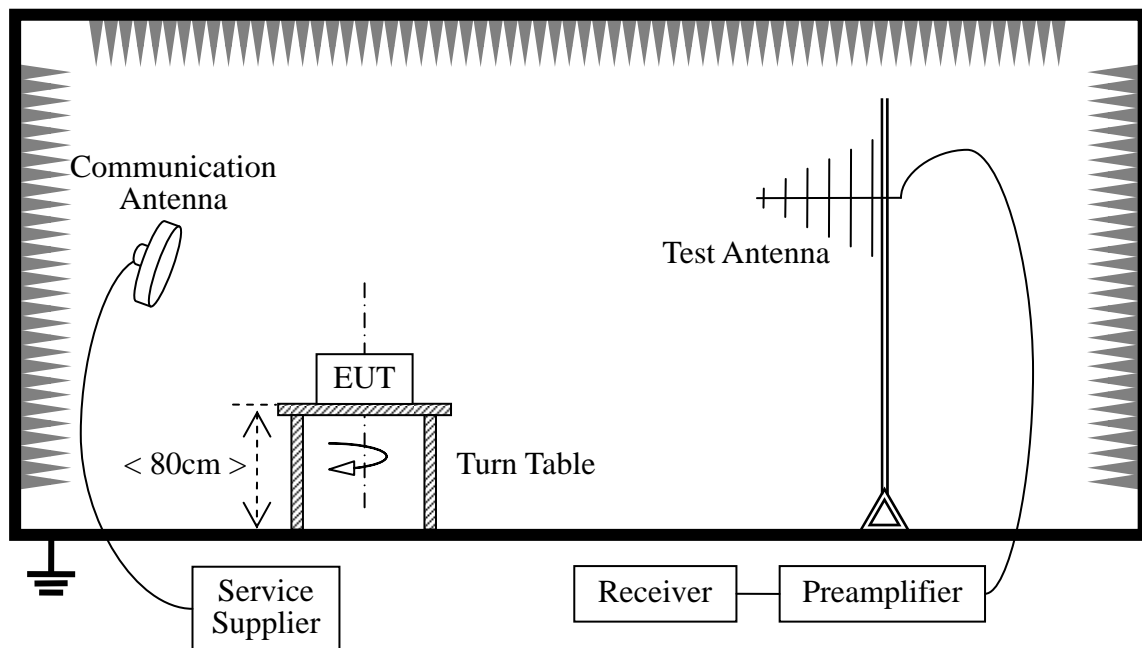 Communication
Antenna
Test Antenna
EUT
< 80cm >
Turn Table
Service
Supplier
Receiver
Preamplifier